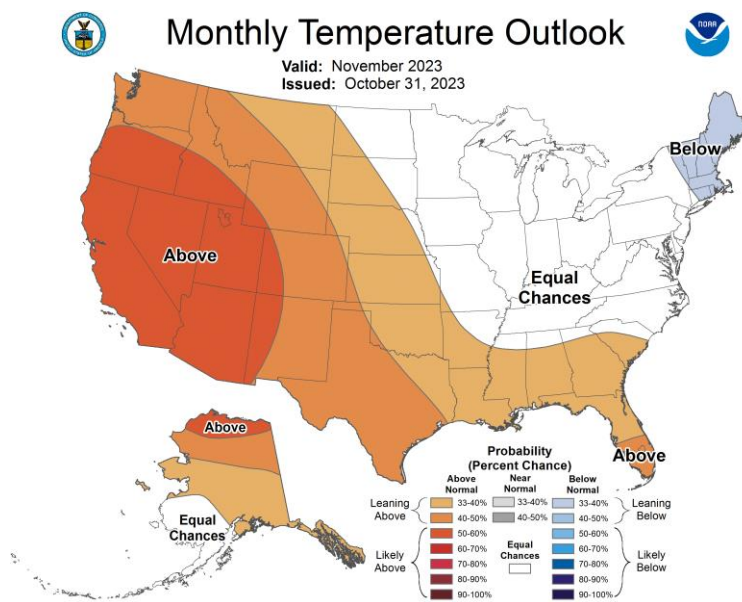 Monthly Temperature Outlook
NOAA
Valid: November 2023
Issued: October 31, 2023
Below
Above
Equal
Chances
Above
Above
Equal
Chances
Probability
(Percent Chance)
Above
Normal
Near
Normal
Below
Normal
Leaning
Above
33-40%
33-40%
33-40%
Leaning
Below
40-50%
40-50%
40-50%
Likely
Above
50-60%
Equal
Chances
50-60%
Likely
Below
60-70%
60-70%
70-80%
70-80%
80-90%
80-90%
90-100%
90-100%